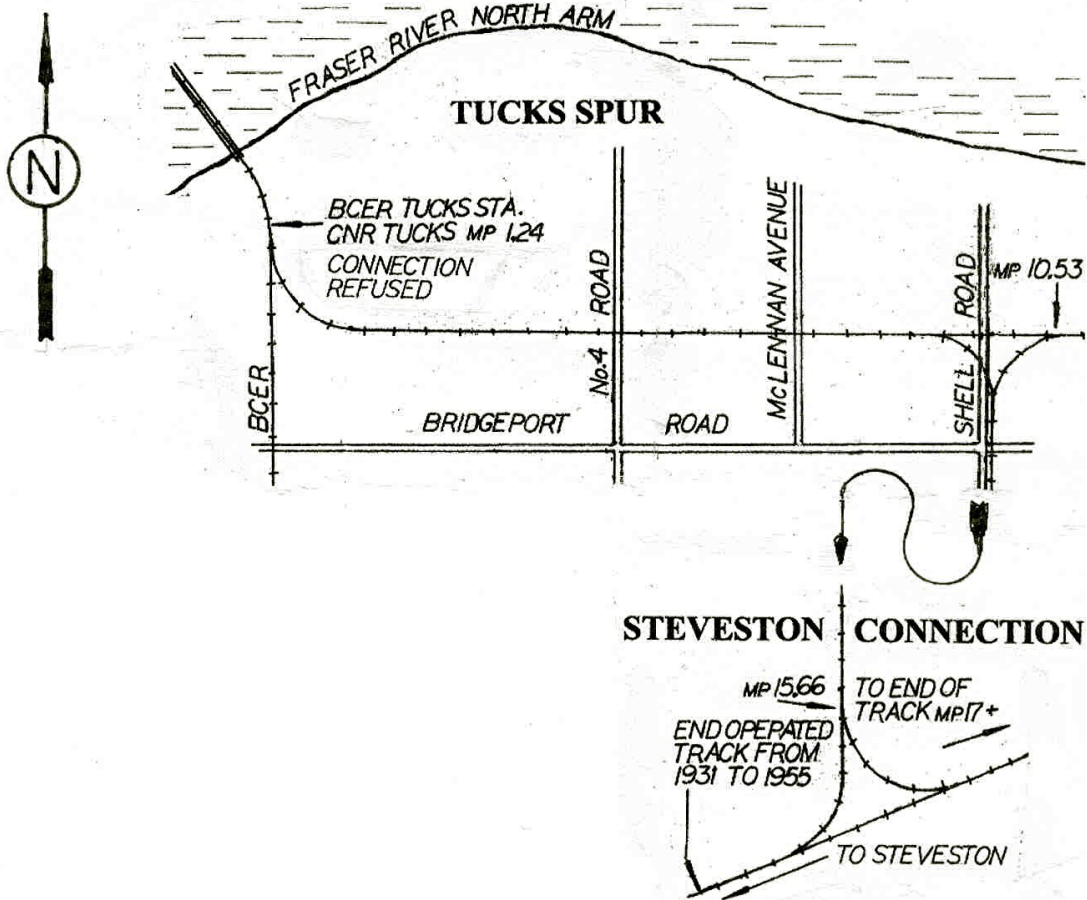 FRASER RIVER NORTH ARM
TUCKS SPUR
N
BCER TUCKS STA.
CNR TUCKS MP 1.24
CONNECTION
REFUSED
No.4 ROAD
McLENNAN AVENUE
SHELL ROAD
MP 10.53
BCER
BRIDGEPORT ROAD
STEVESTON CONNECTION
MP 15.66
TO END OF
TRACK MP 17+
END OPERATED
TRACK FROM
1931 TO 1955
TO STEVESTON